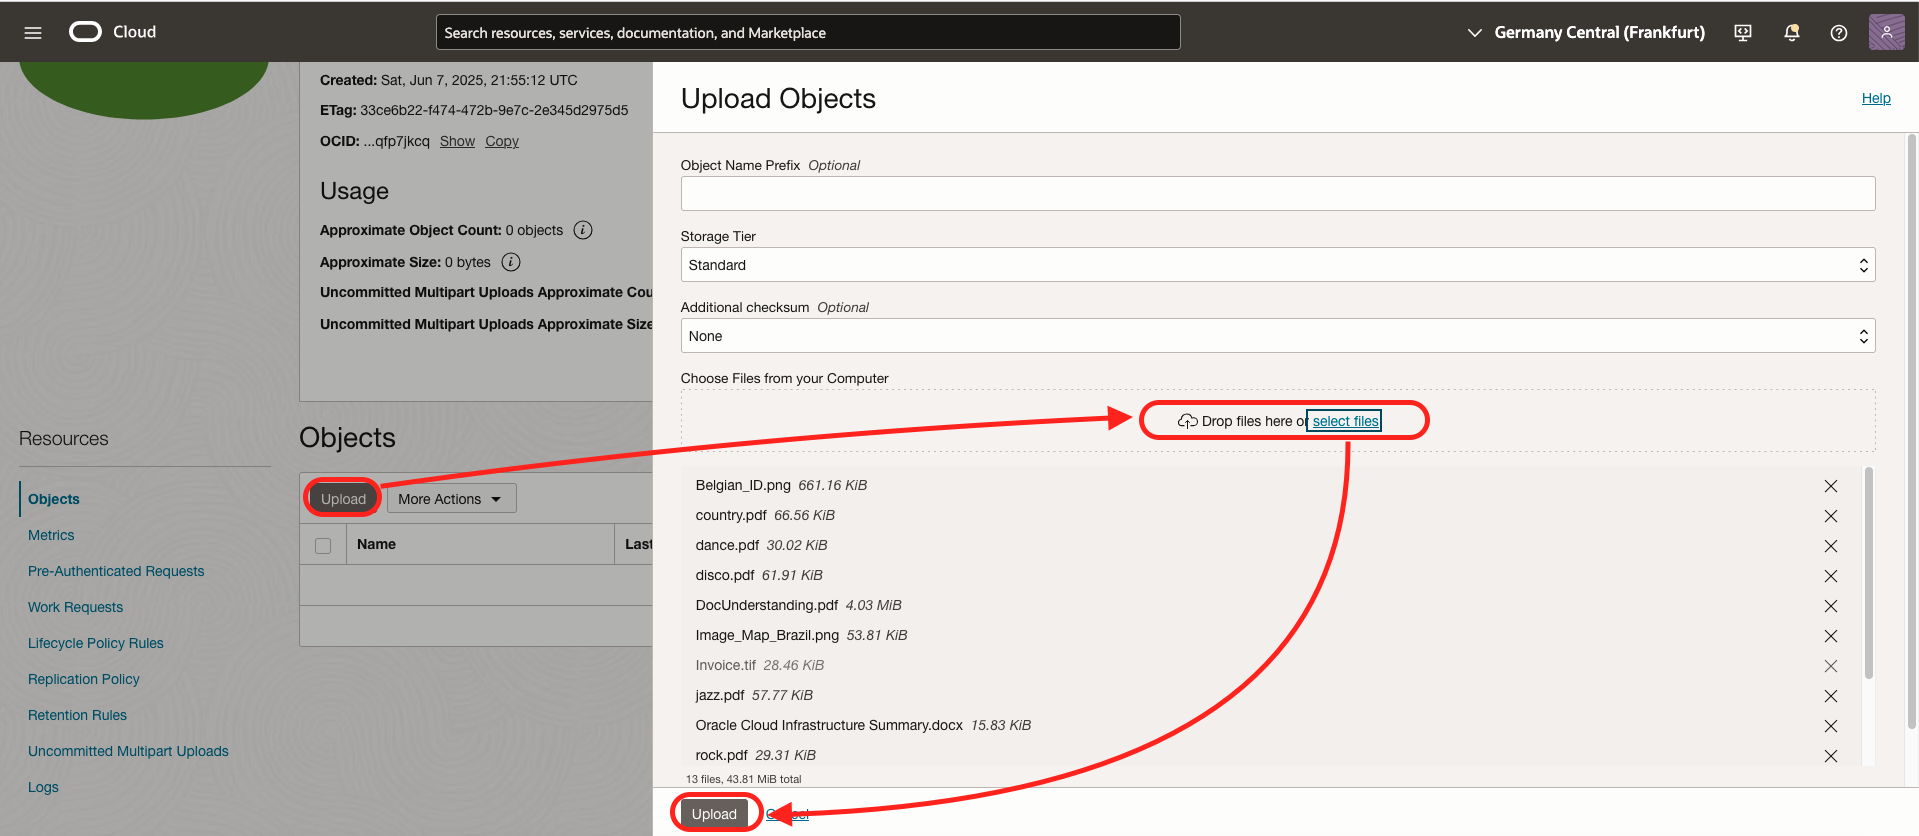 Cloud
Search resources, services, documentation, and Marketplace
Germany Central (Frankfurt)
Created: Sat, Jun 7, 2025, 21:55:12 UTC
ETag: 33ce6b22-f474-472b-9e7c-2e345d2975d5
OCID: ...qfp7jkcq Show Copy
Usage
Approximate Object Count: 0 objects
Approximate Size: 0 bytes
Uncommitted Multipart Uploads Approximate Cou
Uncommitted Multipart Uploads Approximate Size
Resources
Objects
Metrics
Pre-Authenticated Requests
Work Requests
Lifecycle Policy Rules
Replication Policy
Retention Rules
Uncommitted Multipart Uploads
Logs
Objects
Upload More Actions
Name Last
Upload Objects
Help
Object Name Prefix Optional
Storage Tier
Standard
Additional checksum Optional
None
Choose Files from your Computer
Drop files here or select files
Belgian_ID.png 661.16 KiB
country.pdf 66.56 KiB
dance.pdf 30.02 KiB
disco.pdf 61.91 KiB
DocUnderstanding.pdf 4.03 MiB
Image_Map_Brazil.png 53.81 KiB
Invoice.tif 28.46 KiB
jazz.pdf 57.77 KiB
Oracle Cloud Infrastructure Summary.docx 15.83 KiB
rock.pdf 29.31 KiB
13 files, 43.81 MiB total
Upload